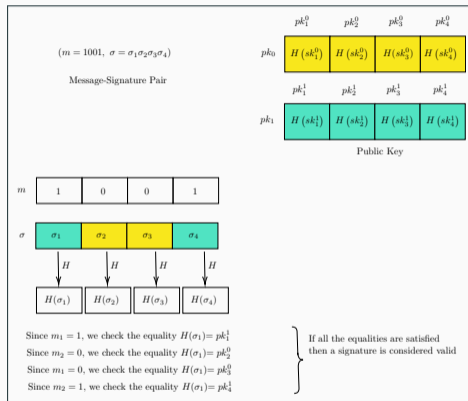 pk₁⁰ pk₂⁰ pk₃⁰ pk₄⁰
(m = 1001, σ = σ₁σ₂σ₃σ₄)
pk₀ H (sk₁⁰) H (sk₂⁰) H (sk₃⁰) H (sk₄⁰)
Message-Signature Pair
pk₁¹ pk₂¹ pk₃¹ pk₄¹
pk₁ H (sk₁¹) H (sk₂¹) H (sk₃¹) H (sk₄¹)
Public Key
m 1 0 0 1
σ σ₁ σ₂ σ₃ σ₄
H H H H
H(σ₁) H(σ₂) H(σ₃) H(σ₄)
Since m₁ = 1, we check the equality H(σ₁)= pk₁¹
Since m₂ = 0, we check the equality H(σ₁)= pk₂⁰
Since m₁ = 0, we check the equality H(σ₁)= pk₃⁰
Since m₂ = 1, we check the equality H(σ₁)= pk₄¹
If all the equalities are satisfied
then a signature is considered valid